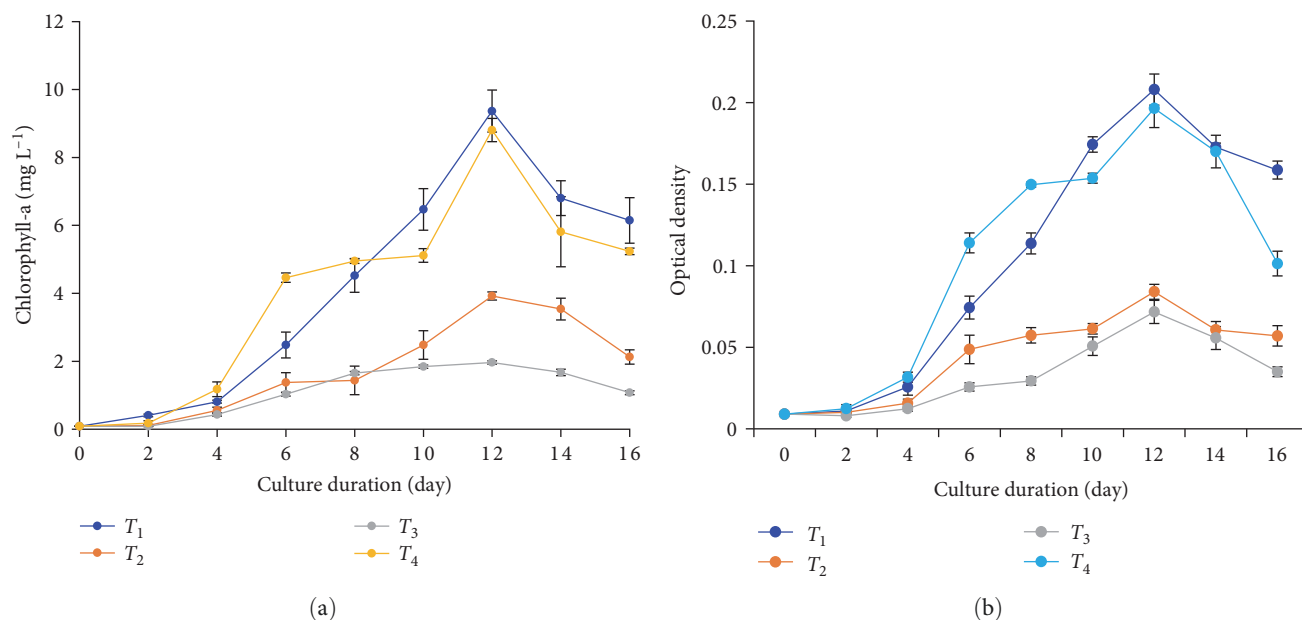 12
10
8
6
4
2
0
Chlorophyll-a (mg L⁻¹)
0 2 4 6 8 10 12 14 16
Culture duration (day)
T₁ T₃
T₂ T₄
(a)
0.25
0.2
0.15
0.1
0.05
0
Optical density
0 2 4 6 8 10 12 14 16
Culture duration (day)
T₁ T₃
T₂ T₄
(b)